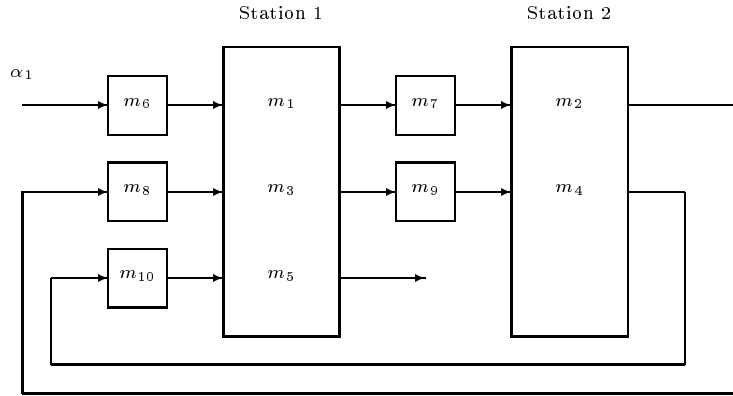 Station 1 Station 2
α₁
m₆ m₁ m₇ m₂
m₈ m₃ m₉ m₄
m₁₀ m₅